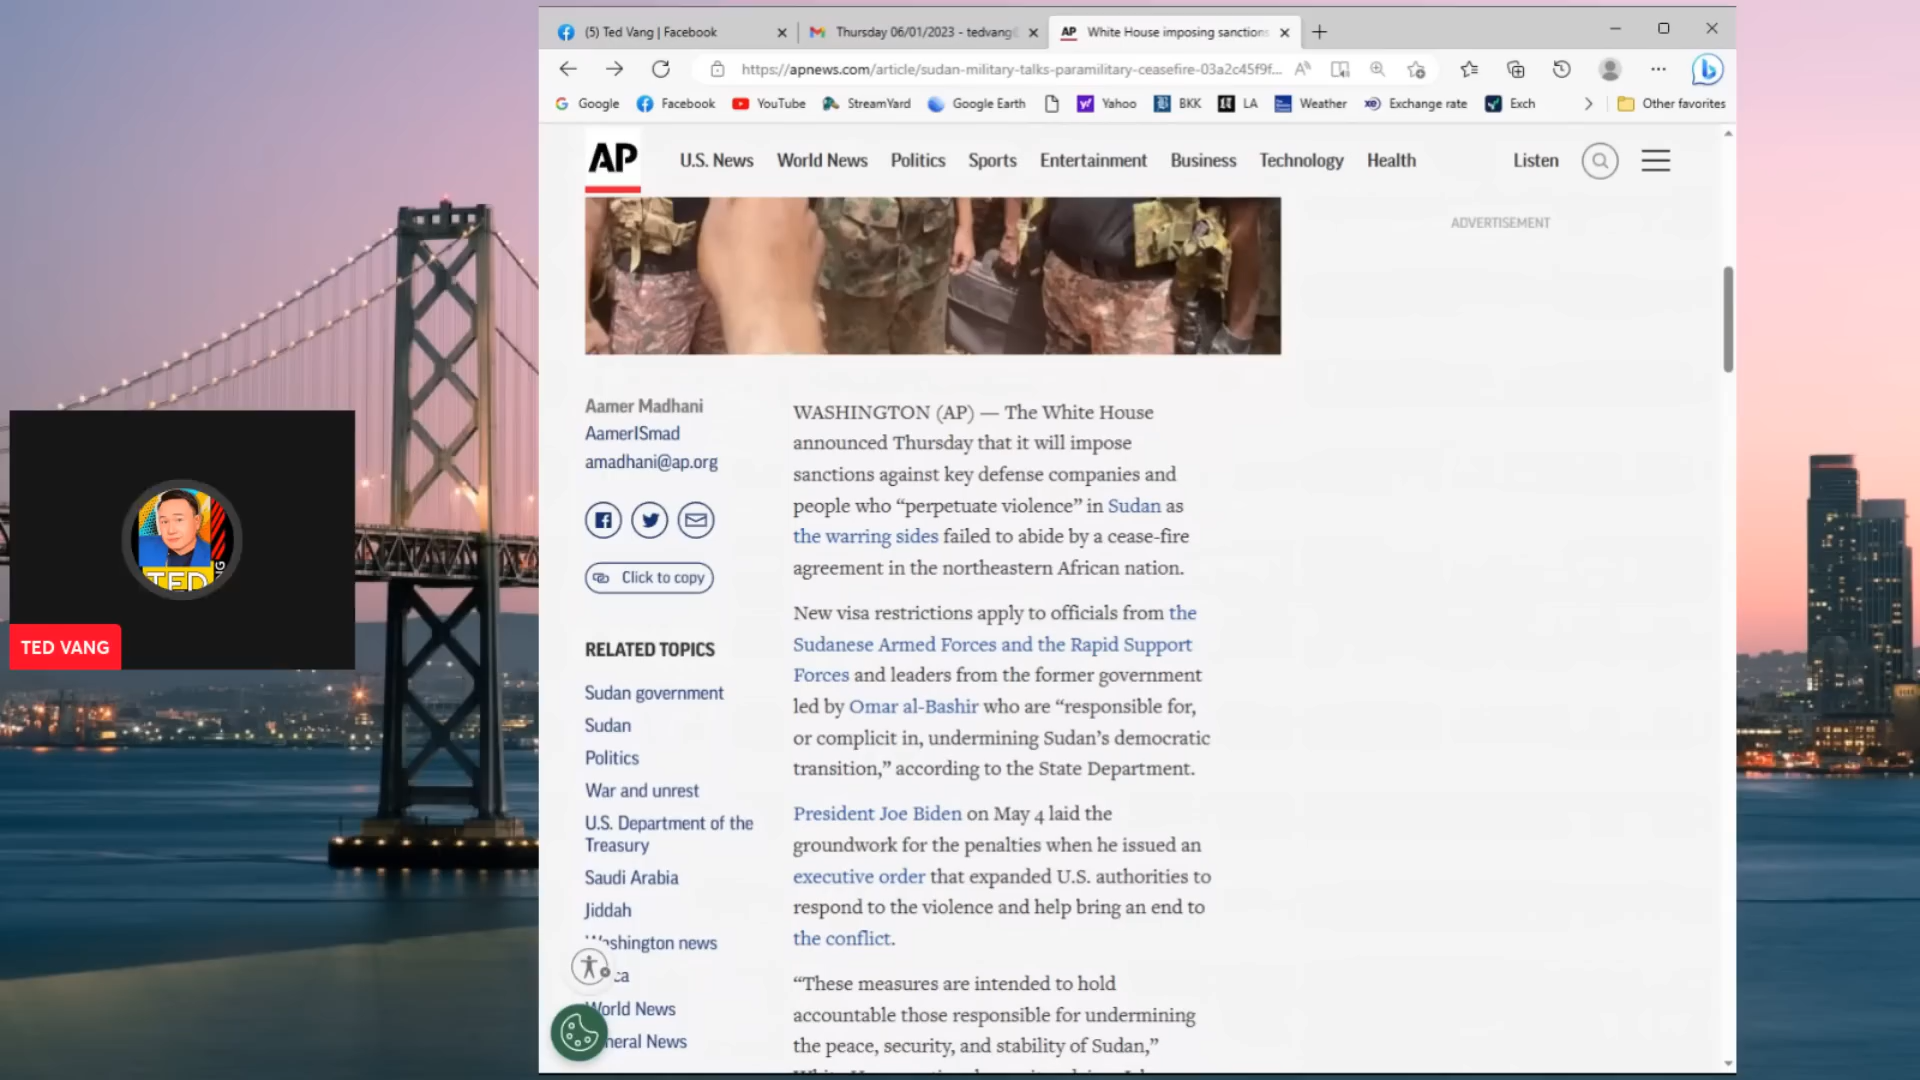 (5) Ted Vang | Facebook
Thursday 06/01/2023 - tedvang
AP White House imposing sanctions
https://apnews.com/article/sudan-military-talks-paramilitary-ceasefire-03a2c45f9f...
Google Facebook YouTube StreamYard Google Earth Yahoo BKK LA Weather Exchange rate Exch Other favorites
AP U.S. News World News Politics Sports Entertainment Business Technology Health Listen
ADVERTISEMENT
Aamer Madhani
AamerISmad
amadhani@ap.org
Click to copy
RELATED TOPICS
Sudan government
Sudan
Politics
War and unrest
U.S. Department of the
Treasury
Saudi Arabia
Jiddah
Washington news
ca
World News
neral News
WASHINGTON (AP) — The White House
announced Thursday that it will impose
sanctions against key defense companies and
people who “perpetuate violence” in Sudan as
the warring sides failed to abide by a cease-fire
agreement in the northeastern African nation.
New visa restrictions apply to officials from the
Sudanese Armed Forces and the Rapid Support
Forces and leaders from the former government
led by Omar al-Bashir who are “responsible for,
or complicit in, undermining Sudan’s democratic
transition,” according to the State Department.
President Joe Biden on May 4 laid the
groundwork for the penalties when he issued an
executive order that expanded U.S. authorities to
respond to the violence and help bring an end to
the conflict.
“These measures are intended to hold
accountable those responsible for undermining
the peace, security, and stability of Sudan,”
TED
TED VANG